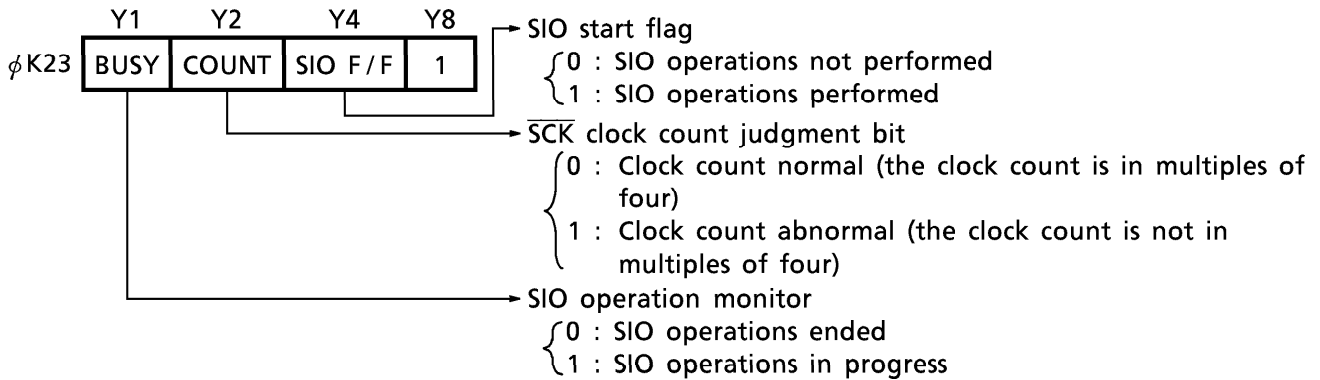 Y1 Y2 Y4 Y8
ϕK23 BUSY COUNT SIO F/F 1
SIO start flag
0 : SIO operations not performed
1 : SIO operations performed
S̅C̅K̅ clock count judgment bit
0 : Clock count normal (the clock count is in multiples of
four)
1 : Clock count abnormal (the clock count is not in
multiples of four)
SIO operation monitor
0 : SIO operations ended
1 : SIO operations in progress